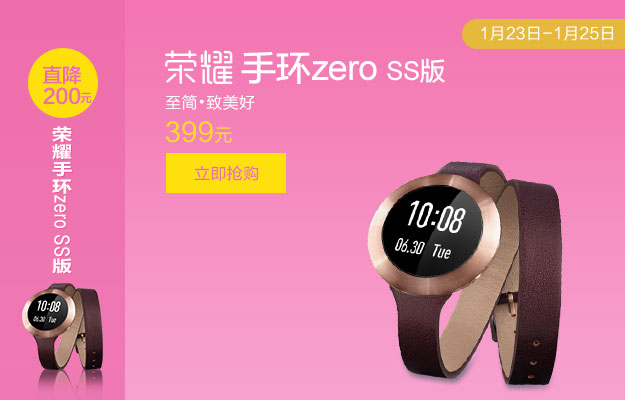 直降
200元
荣耀手环zero SS版
10:08
06.30 Tue
1月23日-1月25日
荣耀 手环zero SS版
至简·致美好
399元
立即抢购
10:08
06.30 Tue